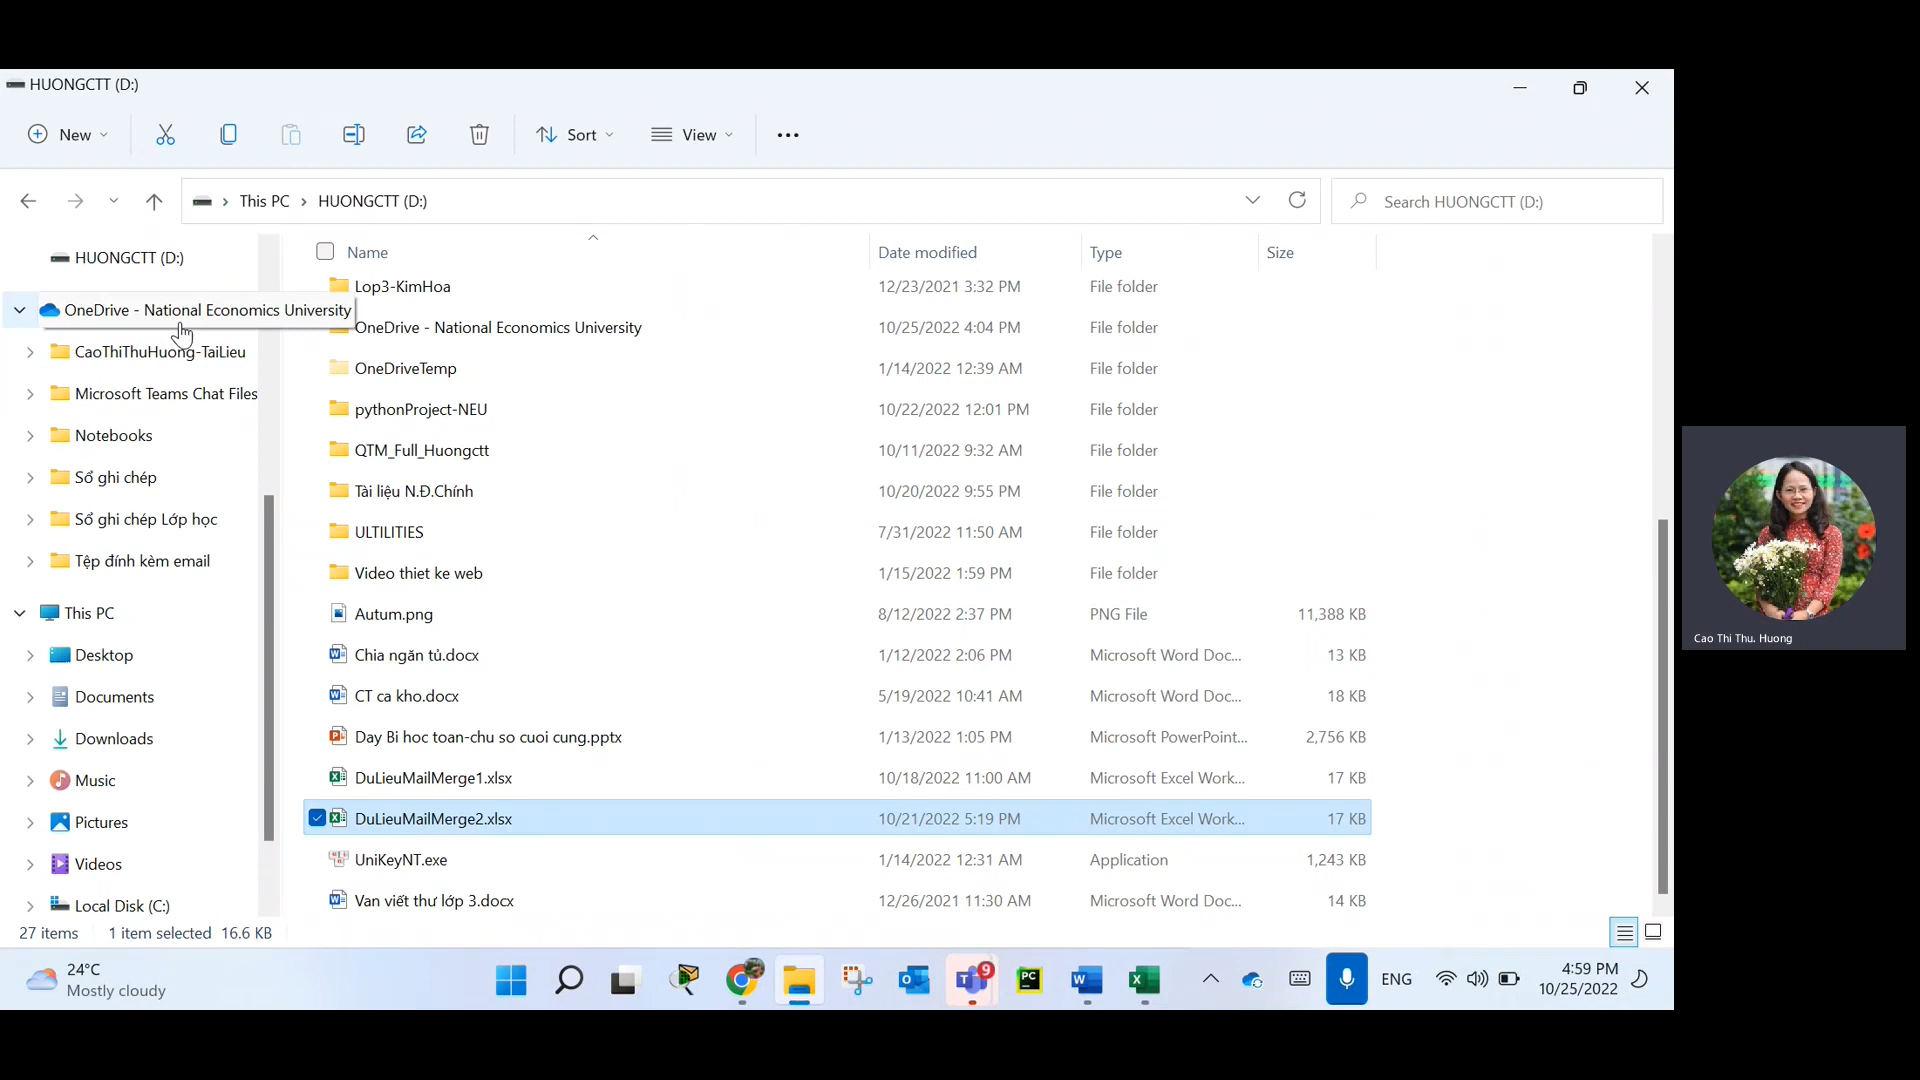 HUONGCTT (D:)
New
Sort
View
This PC
HUONGCTT (D:)
Search HUONGCTT (D:)
HUONGCTT (D:)
OneDrive - National Economics University
CaoThiThuHuong-TaiLieu
Microsoft Teams Chat Files
Notebooks
Sổ ghi chép
Sổ ghi chép Lớp học
Tệp đính kèm email
This PC
Desktop
Documents
Downloads
Music
Pictures
Videos
Local Disk (C:)
Name Date modified Type Size
Lop3-KimHoa 12/23/2021 3:32 PM File folder
OneDrive - National Economics University 10/25/2022 4:04 PM File folder
OneDriveTemp 1/14/2022 12:39 AM File folder
pythonProject-NEU 10/22/2022 12:01 PM File folder
QTM_Full_Huongctt 10/11/2022 9:32 AM File folder
Tài liệu N.Đ.Chính 10/20/2022 9:55 PM File folder
ULTILITIES 7/31/2022 11:50 AM File folder
Video thiet ke web 1/15/2022 1:59 PM File folder
Autum.png 8/12/2022 2:37 PM PNG File 11,388 KB
Chia ngăn tủ.docx 1/12/2022 2:06 PM Microsoft Word Doc... 13 KB
CT ca kho.docx 5/19/2022 10:41 AM Microsoft Word Doc... 18 KB
Day Bi hoc toan-chu so cuoi cung.pptx 1/13/2022 1:05 PM Microsoft PowerPoint... 2,756 KB
DuLieuMailMerge1.xlsx 10/18/2022 11:00 AM Microsoft Excel Work... 17 KB
DuLieuMailMerge2.xlsx 10/21/2022 5:19 PM Microsoft Excel Work... 17 KB
UniKeyNT.exe 1/14/2022 12:31 AM Application 1,243 KB
Van viết thư lớp 3.docx 12/26/2021 11:30 AM Microsoft Word Doc... 14 KB
27 items 1 item selected 16.6 KB
24°C
Mostly cloudy
9
ENG
4:59 PM
10/25/2022
Cao Thi Thu. Huong